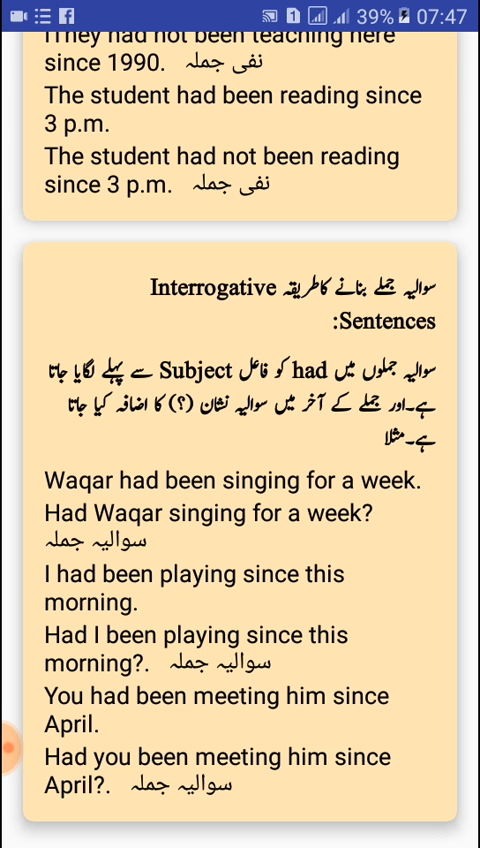 39% 07:47
They had not been teaching here
since 1990. نفی جملہ
The student had been reading since
3 p.m.
The student had not been reading
since 3 p.m. نفی جملہ
سوالیہ جملے بنانے کا طریقہ Interrogative
Sentences:
سوالیہ جملوں میں had کو فاعل Subject سے پہلے لگایا جاتا
ہے۔اور جملے کے آخر میں سوالیہ نشان (؟) کا اضافہ کیا جاتا
ہے۔مثلا
Waqar had been singing for a week.
Had Waqar singing for a week?
سوالیہ جملہ
I had been playing since this
morning.
Had I been playing since this
morning?. سوالیہ جملہ
You had been meeting him since
April.
Had you been meeting him since
April?. سوالیہ جملہ